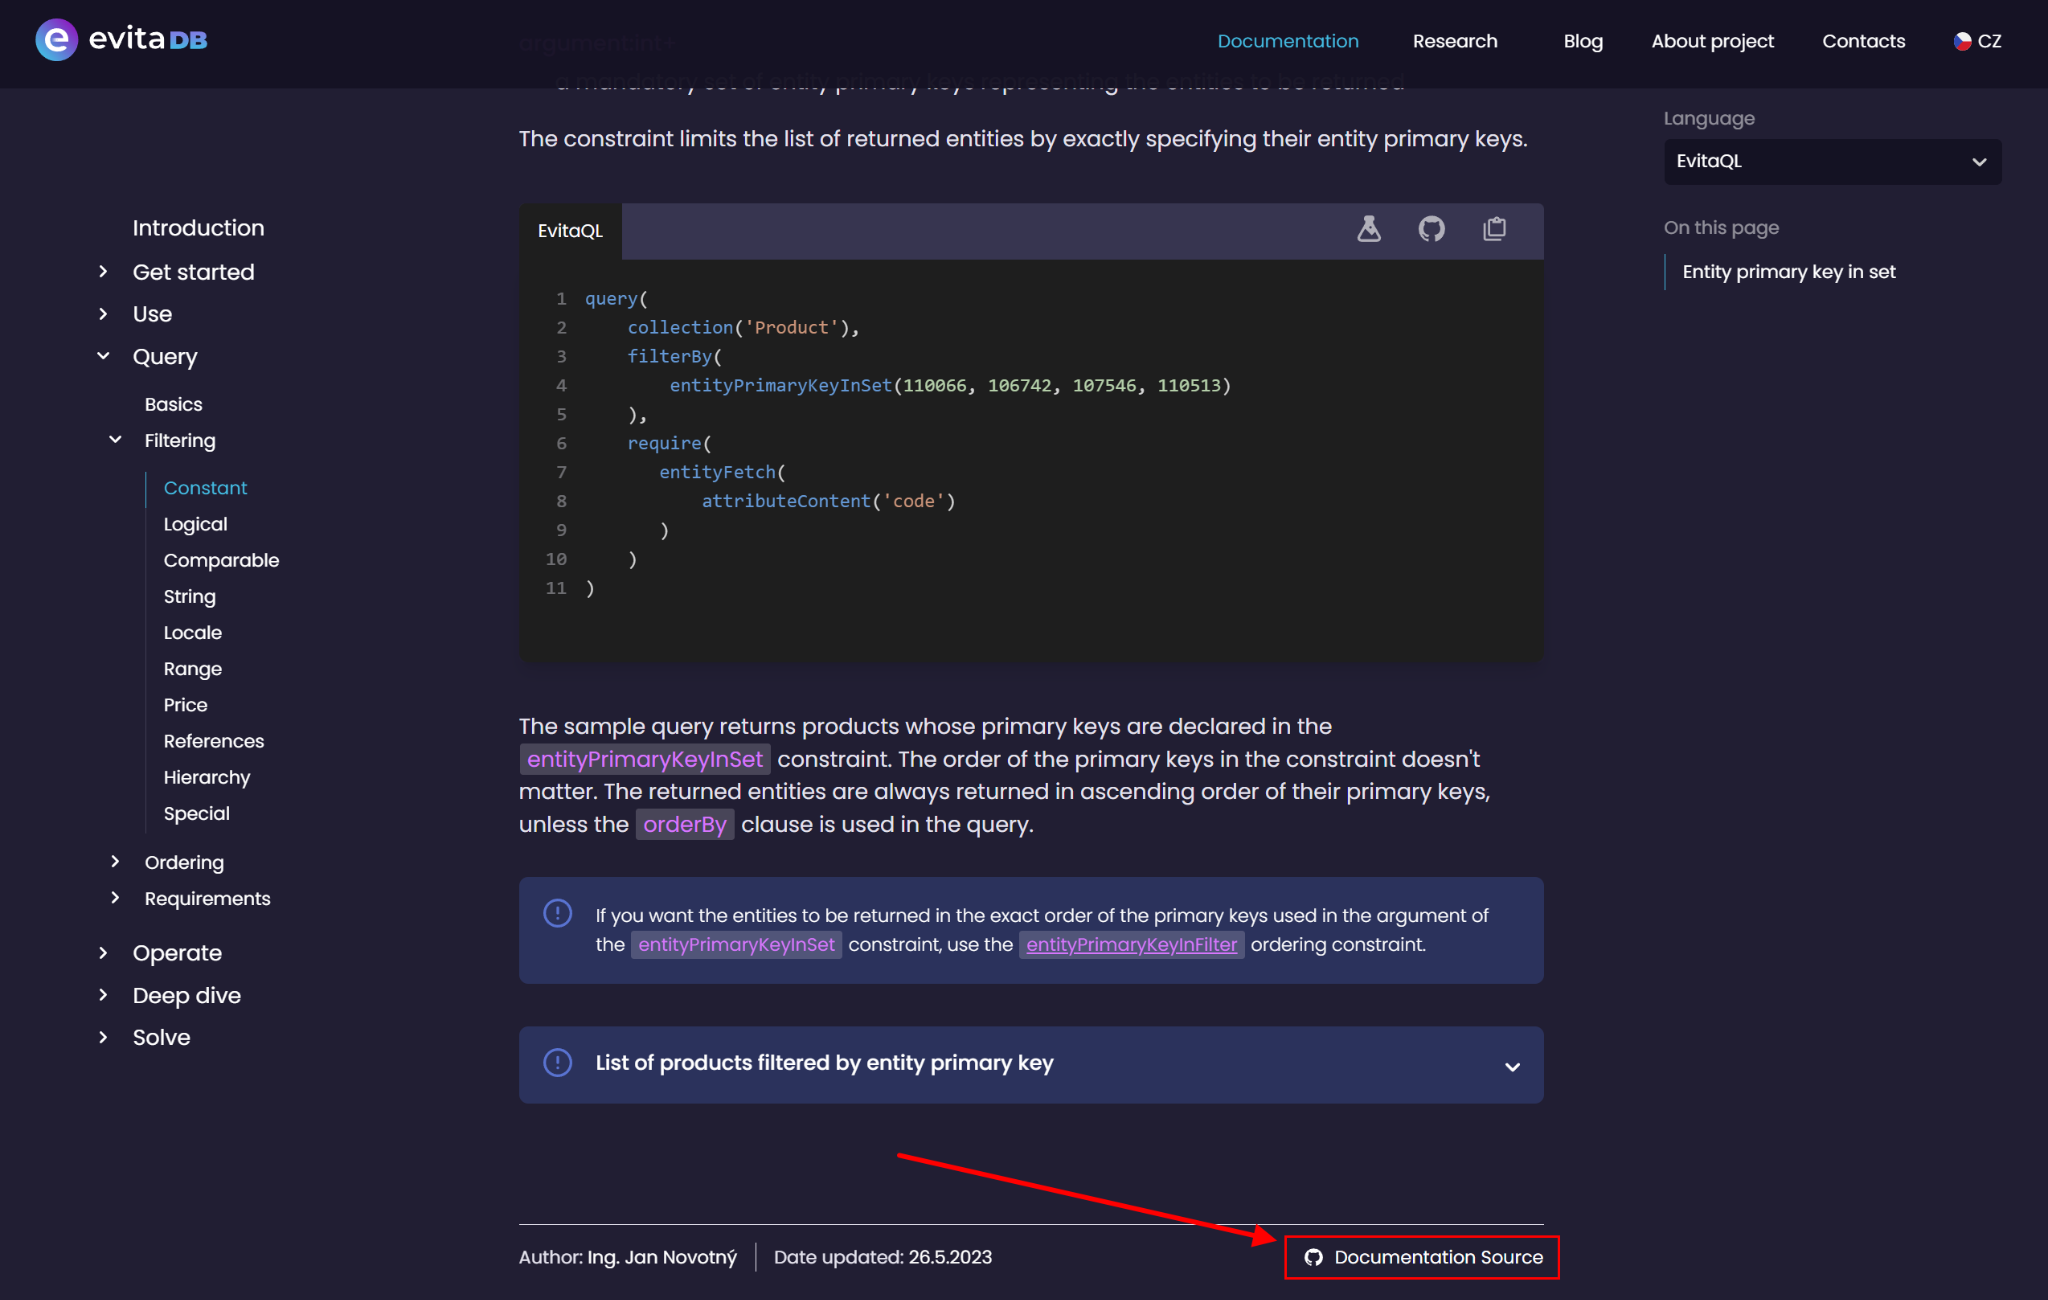 evitaDB
Documentation
Research
Blog
About project
Contacts
CZ
argument:int+
a mandatory set of entity primary keys representing the entities to be returned
The constraint limits the list of returned entities by exactly specifying their entity primary keys.
Language
EvitaQL
On this page
Entity primary key in set
Introduction
Get started
Use
Query
Basics
Filtering
Constant
Logical
Comparable
String
Locale
Range
Price
References
Hierarchy
Special
Ordering
Requirements
Operate
Deep dive
Solve
EvitaQL
1 query(
2     collection('Product'),
3     filterBy(
4         entityPrimaryKeyInSet(110066, 106742, 107546, 110513)
5     ),
6     require(
7        entityFetch(
8            attributeContent('code')
9        )
10     )
11 )
The sample query returns products whose primary keys are declared in the
entityPrimaryKeyInSet constraint. The order of the primary keys in the constraint doesn't
matter. The returned entities are always returned in ascending order of their primary keys,
unless the orderBy clause is used in the query.
If you want the entities to be returned in the exact order of the primary keys used in the argument of
the entityPrimaryKeyInSet constraint, use the entityPrimaryKeyInFilter ordering constraint.
List of products filtered by entity primary key
Author: Ing. Jan Novotný
Date updated: 26.5.2023
Documentation Source